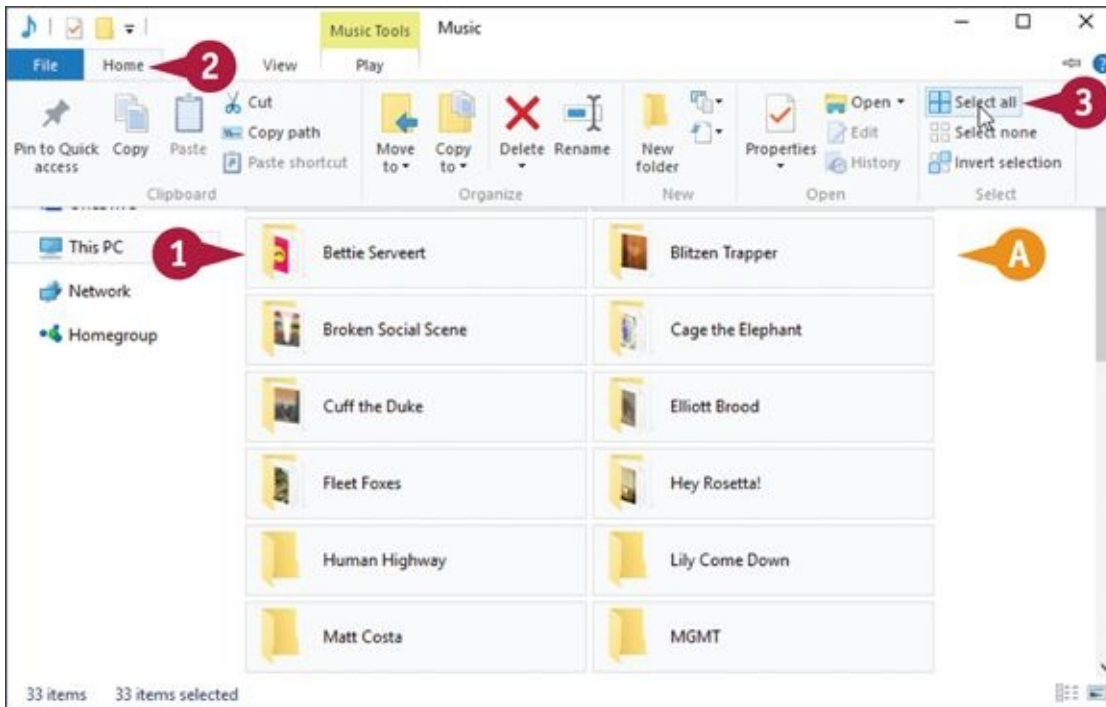 Music Tools Music
File Home 2 View Play
Pin to Quick access
Copy
Paste
Cut
Copy path
Paste shortcut
Clipboard
Move to
Copy to
Delete
Rename
Organize
New folder
New
Properties
Open
Edit
History
Open
Select all 3
Select none
Invert selection
Select
This PC
Network
Homegroup
1 Bettie Serveert Blitzen Trapper A
Broken Social Scene Cage the Elephant
Cuff the Duke Elliott Brood
Fleet Foxes Hey Rosetta!
Human Highway Lily Come Down
Matt Costa MGMT
33 items 33 items selected